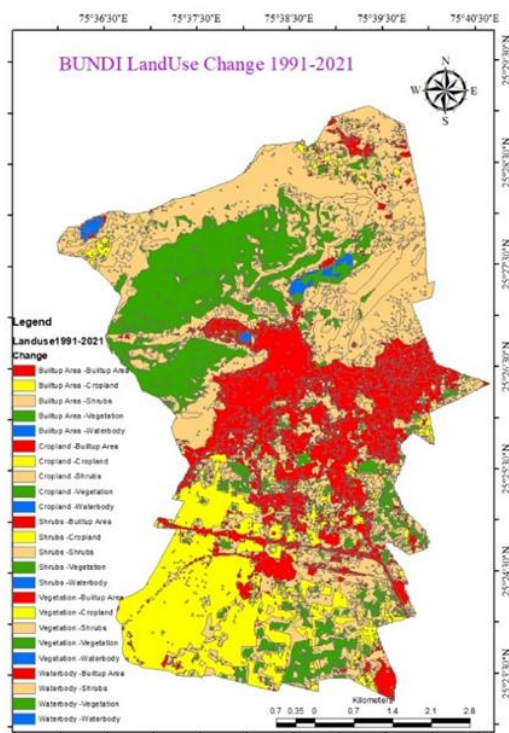 75°36'30"E 75°37'30"E 75°38'30"E 75°39'30"E 75°40'30"E
BUNDI LandUse Change 1991-2021
N
W E
S
Legend
Landuse1991-2021
Change
Builtup Area -Builtup Area
Builtup Area -Cropland
Builtup Area -Shrubs
Builtup Area -Vegetation
Builtup Area -Waterbody
Cropland -Builtup Area
Cropland -Cropland
Cropland -Shrubs
Cropland -Vegetation
Cropland -Waterbody
Shrubs -Builtup Area
Shrubs -Cropland
Shrubs -Shrubs
Shrubs -Vegetation
Shrubs -Waterbody
Vegetation -Builtup Area
Vegetation -Cropland
Vegetation -Shrubs
Vegetation -Vegetation
Vegetation -Waterbody
Waterbody -Builtup Area
Waterbody -Shrubs
Waterbody -Vegetation
Waterbody -Waterbody
Kilometers
0.7 0.35 0 0.7 1.4 2.1 2.8